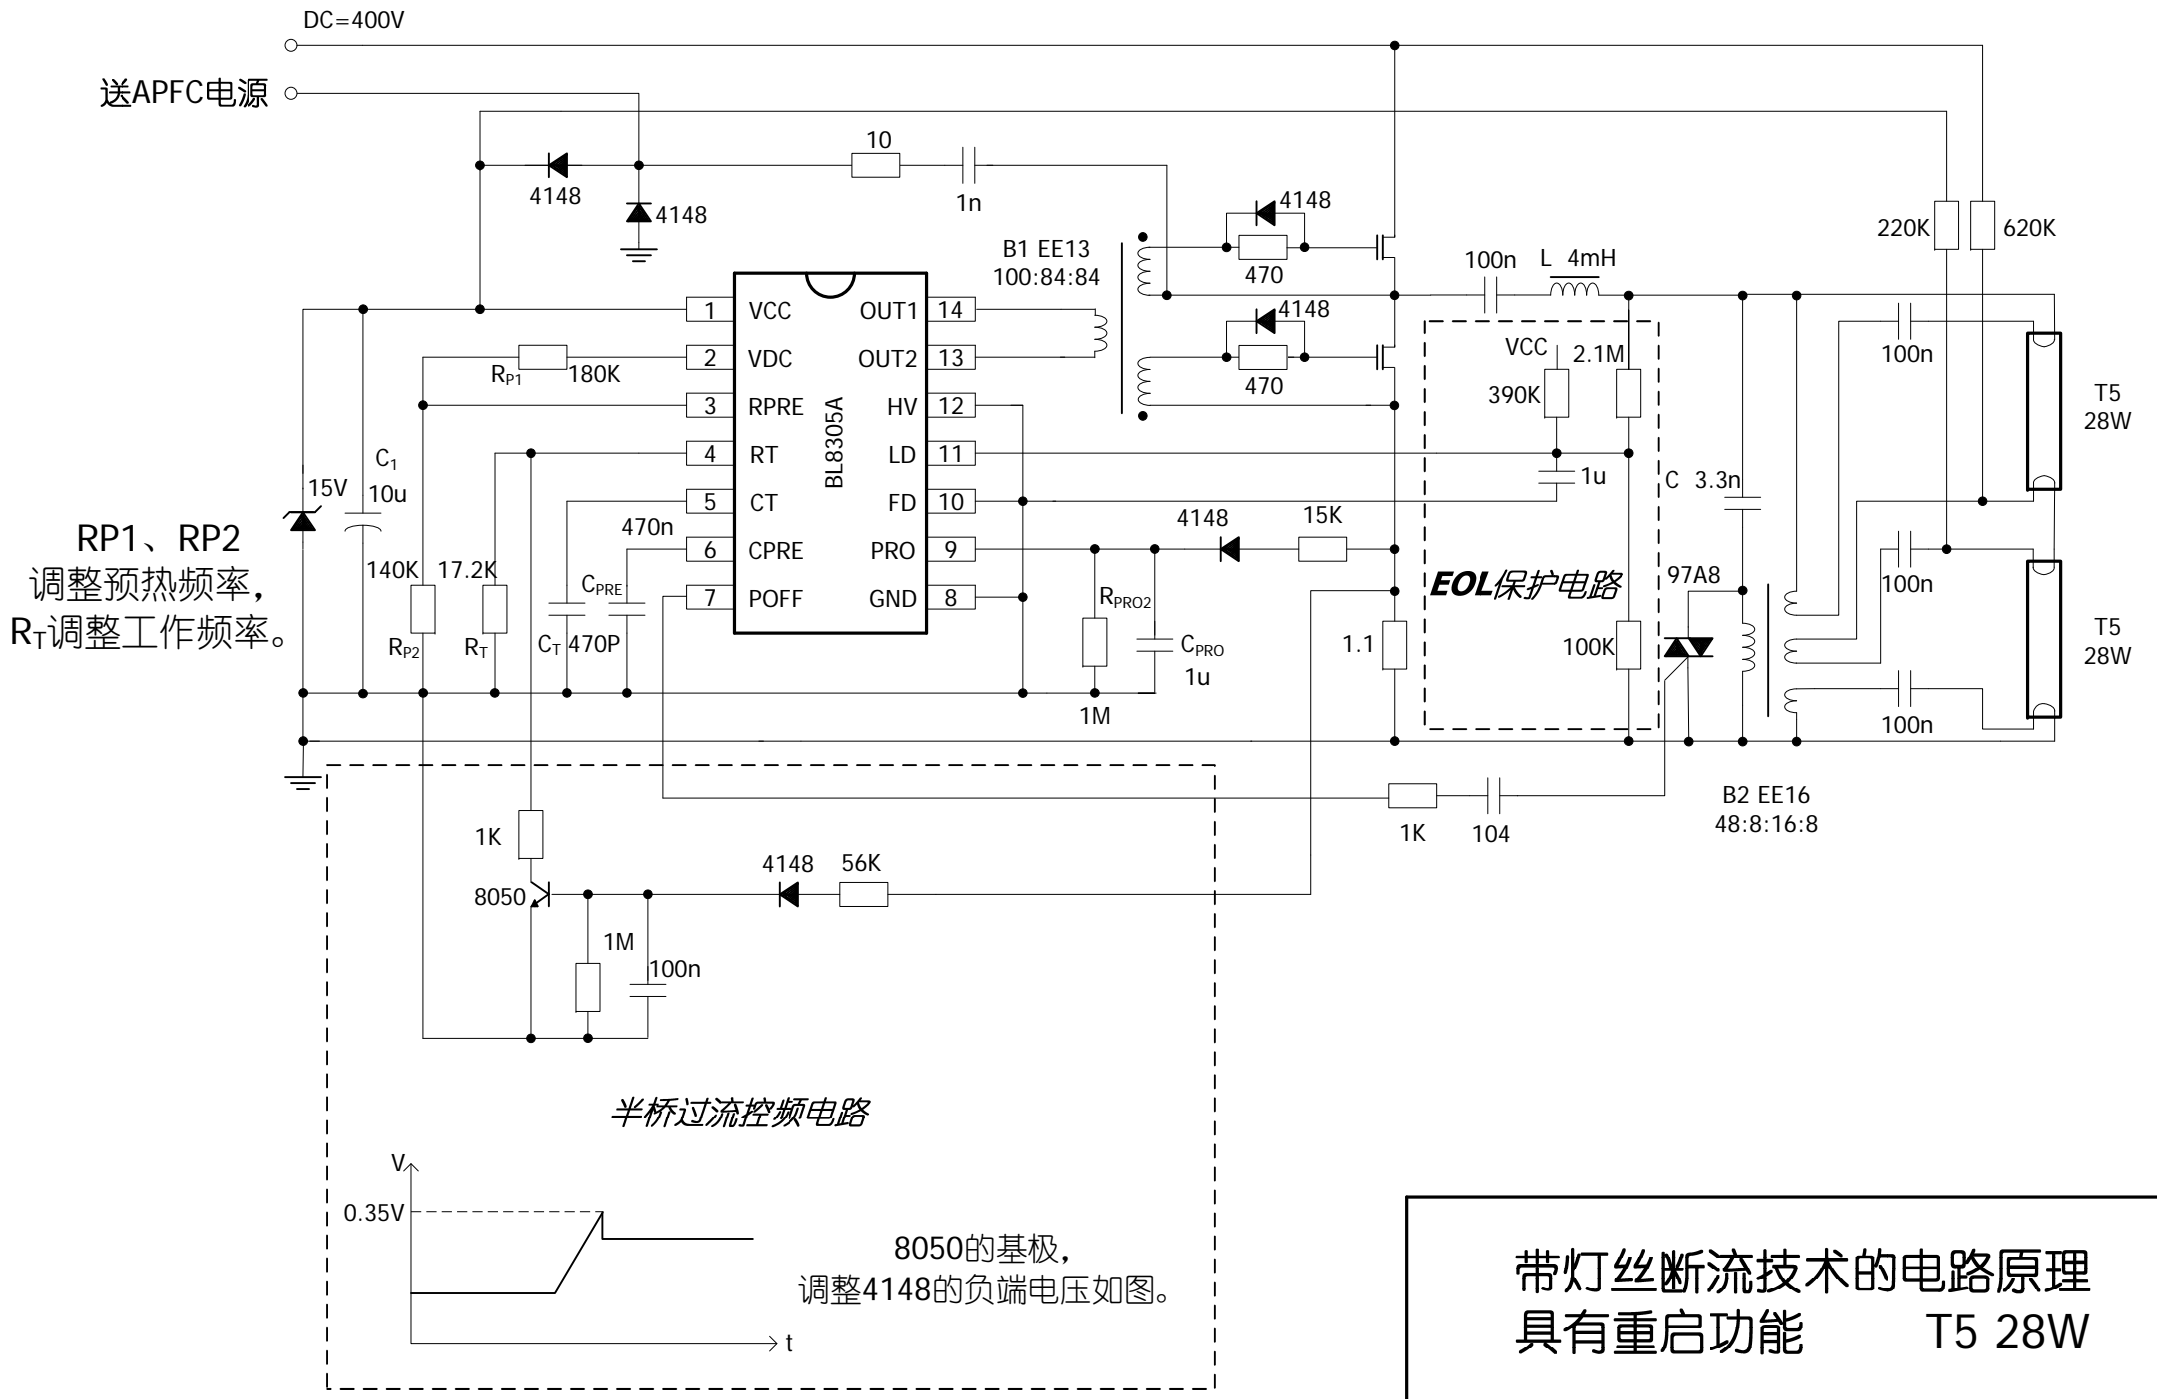 DC=400V
送APFC电源
10
4148
1n
4148
4148
B1 EE13
100:84:84
470
4148
470
100n
L 4mH
220K
620K
1 VCC OUT1 14
2 VDC OUT2 13
3 RPRE HV 12
4 RT LD 11
5 CT FD 10
6 CPRE PRO 9
7 POFF GND 8
BL8305A
RP1 180K
VCC 2.1M
390K
100n
T5
28W
C1
10u
15V
1u
C 3.3n
470n
4148
15K
RP1、RP2
调整预热频率，
RT调整工作频率。
140K 17.2K
CPRE
RP2
RT
CT 470P
RPRO2
CPRO
1u
1M
EOL保护电路
1.1
100K
97A8
100n
T5
28W
100n
1K
104
B2 EE16
48:8:16:8
1K
4148
56K
8050
1M
100n
半桥过流控频电路
V
0.35V
t
8050的基极，
调整4148的负端电压如图。
带灯丝断流技术的电路原理
具有重启功能 T5 28W